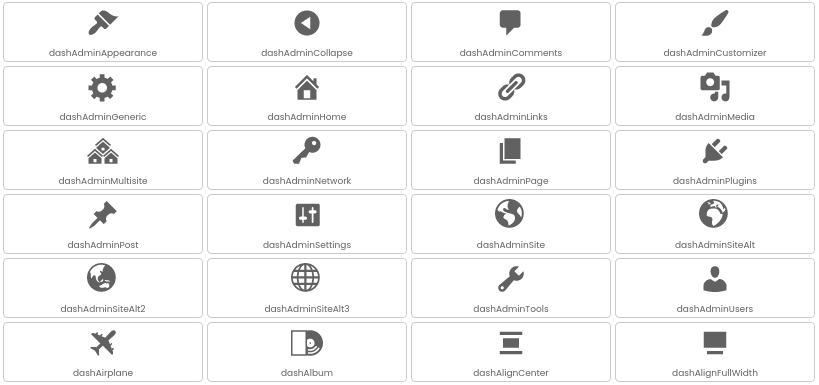 dashAdminAppearance
dashAdminCollapse
dashAdminComments
dashAdminCustomizer
dashAdminGeneric
dashAdminHome
dashAdminLinks
dashAdminMedia
dashAdminMultisite
dashAdminNetwork
dashAdminPage
dashAdminPlugins
dashAdminPost
dashAdminSettings
dashAdminSite
dashAdminSiteAlt
dashAdminSiteAlt2
dashAdminSiteAlt3
dashAdminTools
dashAdminUsers
dashAirplane
dashAlbum
dashAlignCenter
dashAlignFullWidth